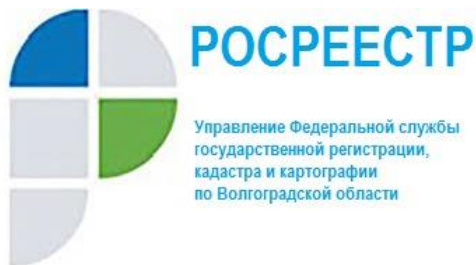 РОСРЕЕСТР
Управление Федеральной службы
государственной регистрации,
кадастра и картографии
по Волгоградской области